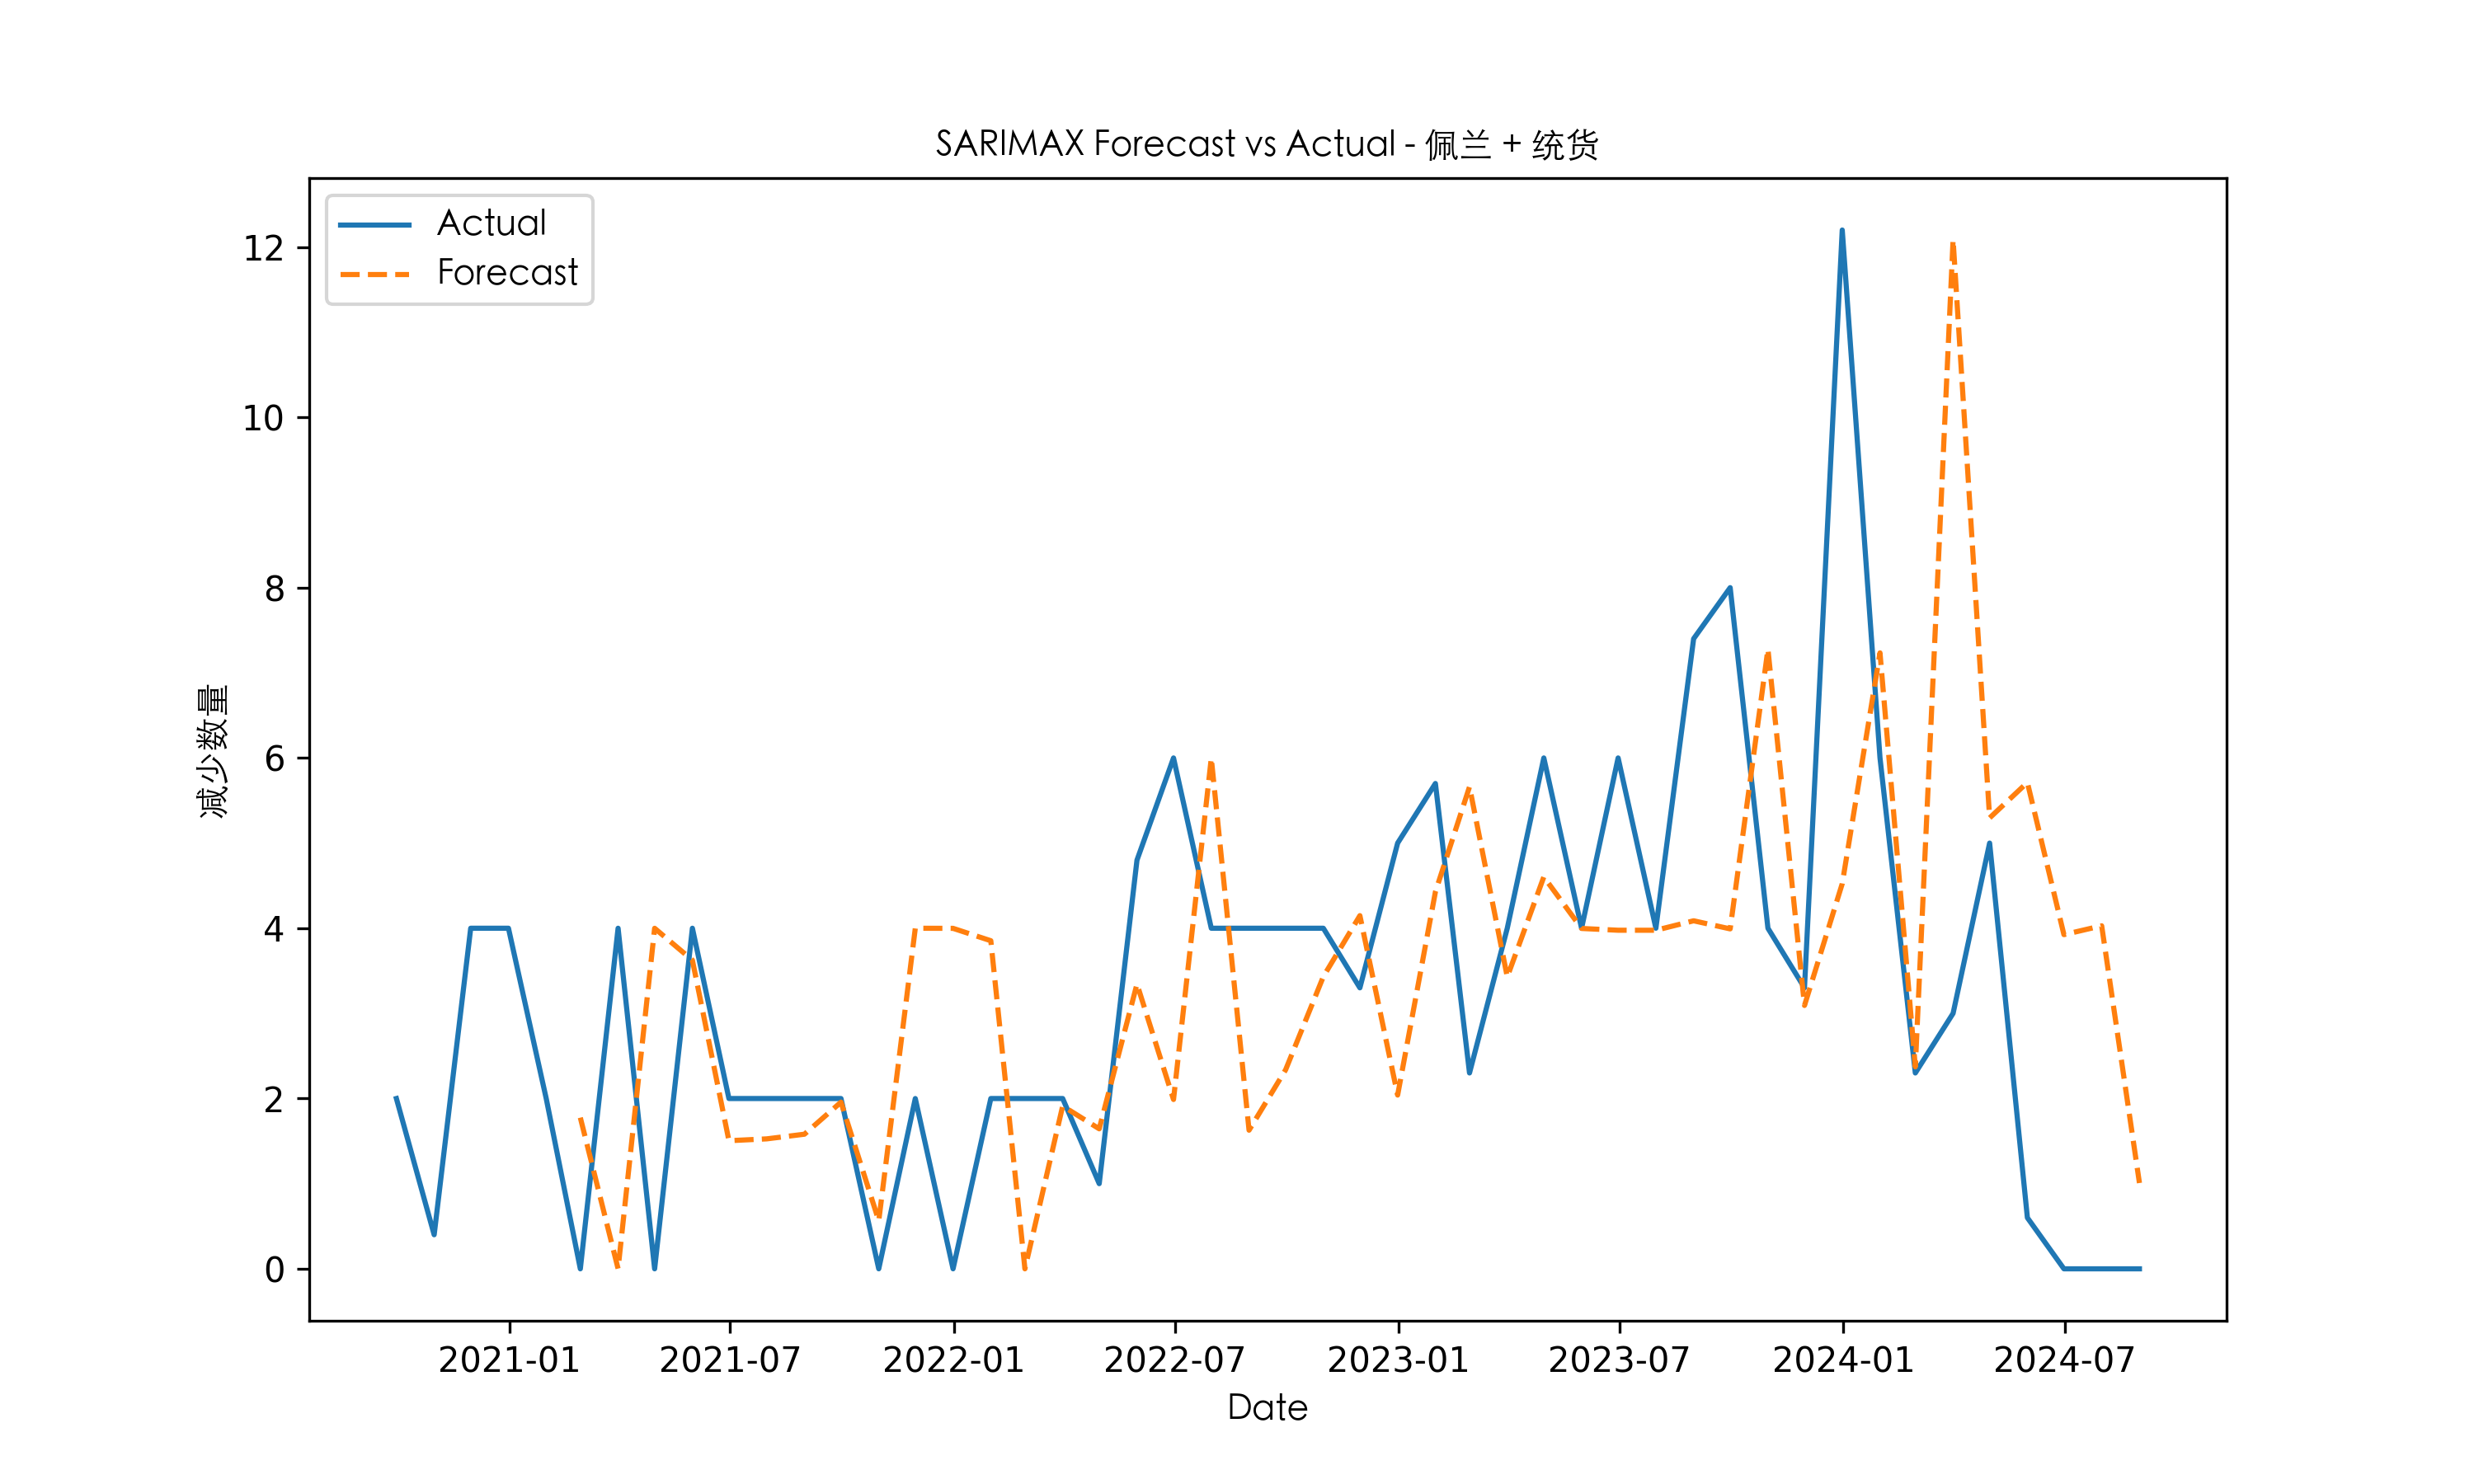 SARIMAX Forecast vs Actual - 佩兰 + 统货
Actual
Forecast
12
10
8
6
4
2
0
减少数量
2021-01 2021-07 2022-01 2022-07 2023-01 2023-07 2024-01 2024-07
Date